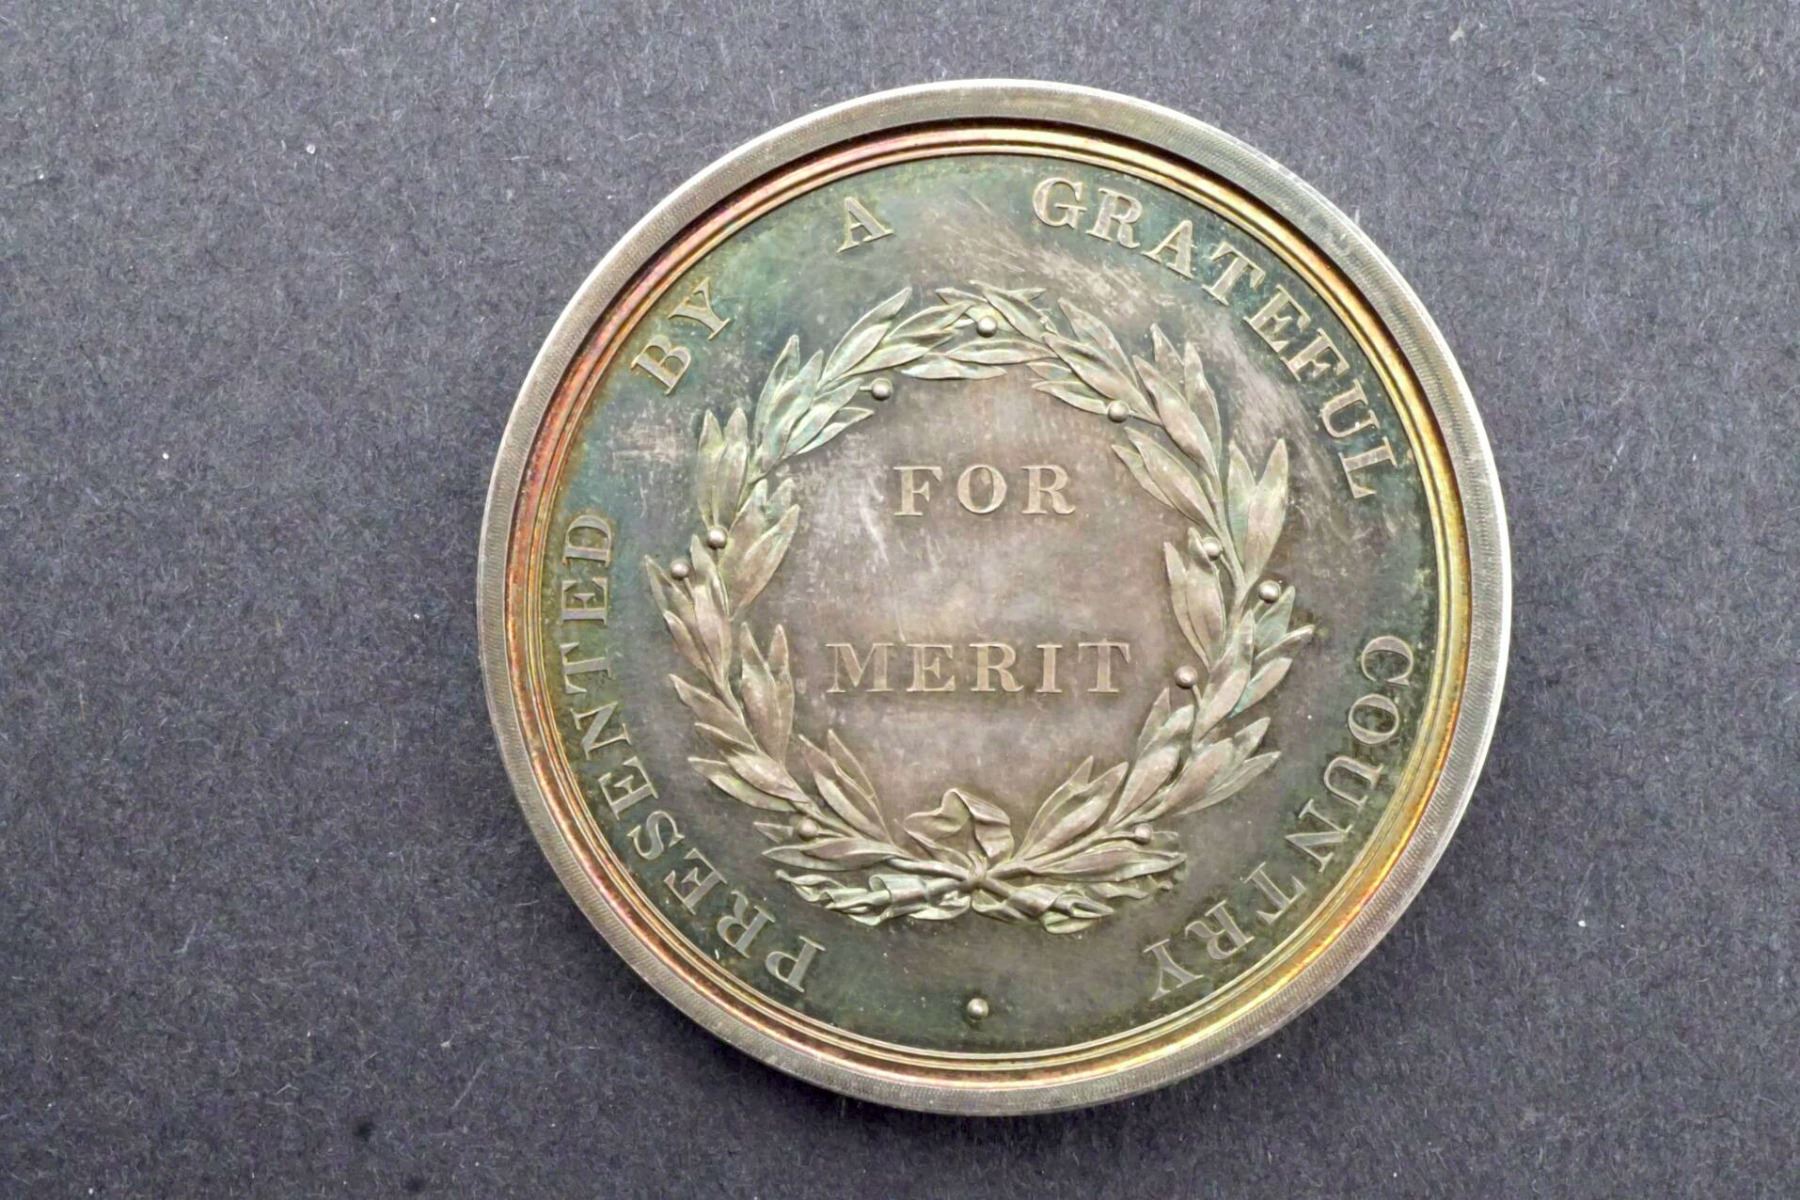 PRESENTED BY A GRATEFUL COUNTRY
FOR
MERIT